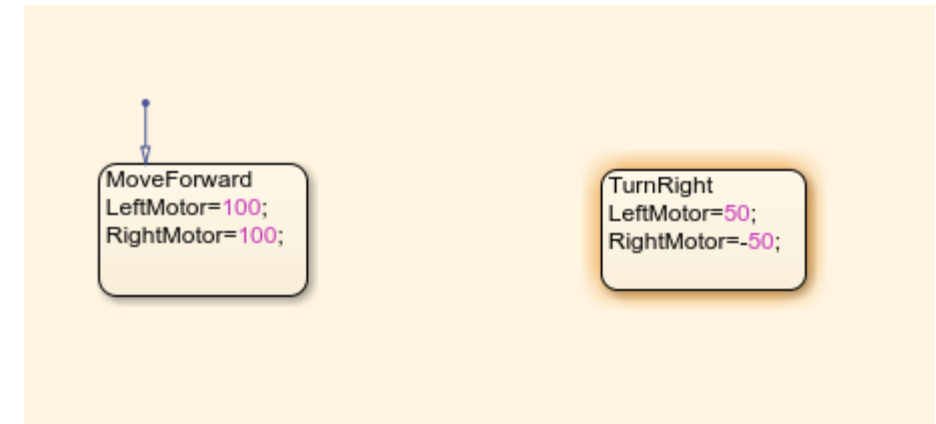 MoveForward
LeftMotor=100;
RightMotor=100;
TurnRight
LeftMotor=50;
RightMotor=-50;